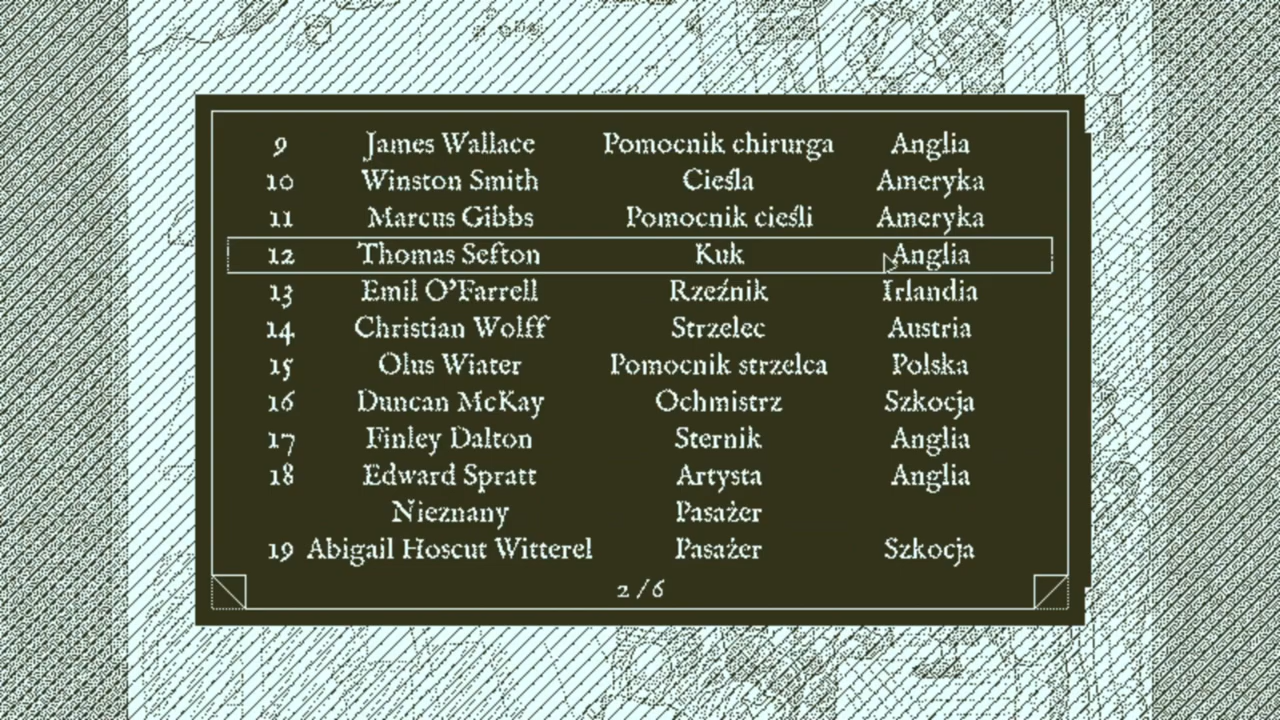 9 James Wallace Pomocnik chirurga Anglia
10 Winston Smith Cieśla Ameryka
11 Marcus Gibbs Pomocnik cieśli Ameryka
12 Thomas Sefton Kuk Anglia
13 Emil O'Farrell Rzeźnik Irlandia
14 Christian Wolff Strzelec Austria
15 Olus Wiater Pomocnik strzelca Polska
16 Duncan McKay Ochmistrz Szkocja
17 Finley Dalton Sternik Anglia
18 Edward Spratt Artysta Anglia
Nieznany Pasażer
19 Abigail Hoscut Witterel Pasażer Szkocja
2/6